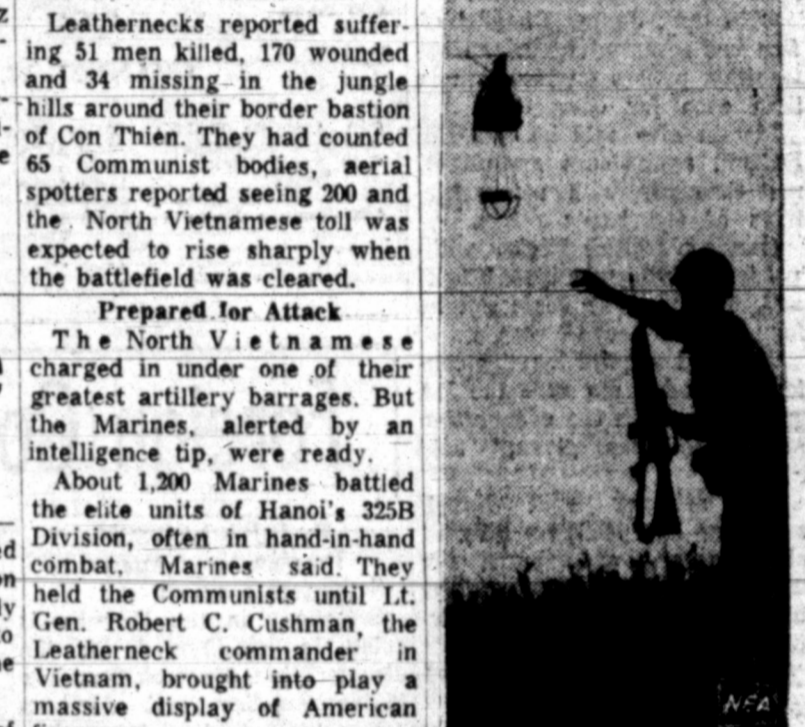 Leathernecks reported suffer-
ing 51 men killed, 170 wounded
and 34 missing in the jungle
hills around their border bastion
of Con Thien. They had counted
65 Communist bodies, aerial
spotters reported seeing 200 and
the North Vietnamese toll was
expected to rise sharply when
the battlefield was cleared.
Prepared for Attack
The North Vietnamese
charged in under one of their
greatest artillery barrages. But
the Marines, alerted by an
intelligence tip, were ready.
About 1,200 Marines battled
the elite units of Hanoi's 325B
Division, often in hand-in-hand
combat, Marines said. They
held the Communists until Lt.
Gen. Robert C. Cushman, the
Leatherneck commander in
Vietnam, brought into play a
massive display of American
NEA